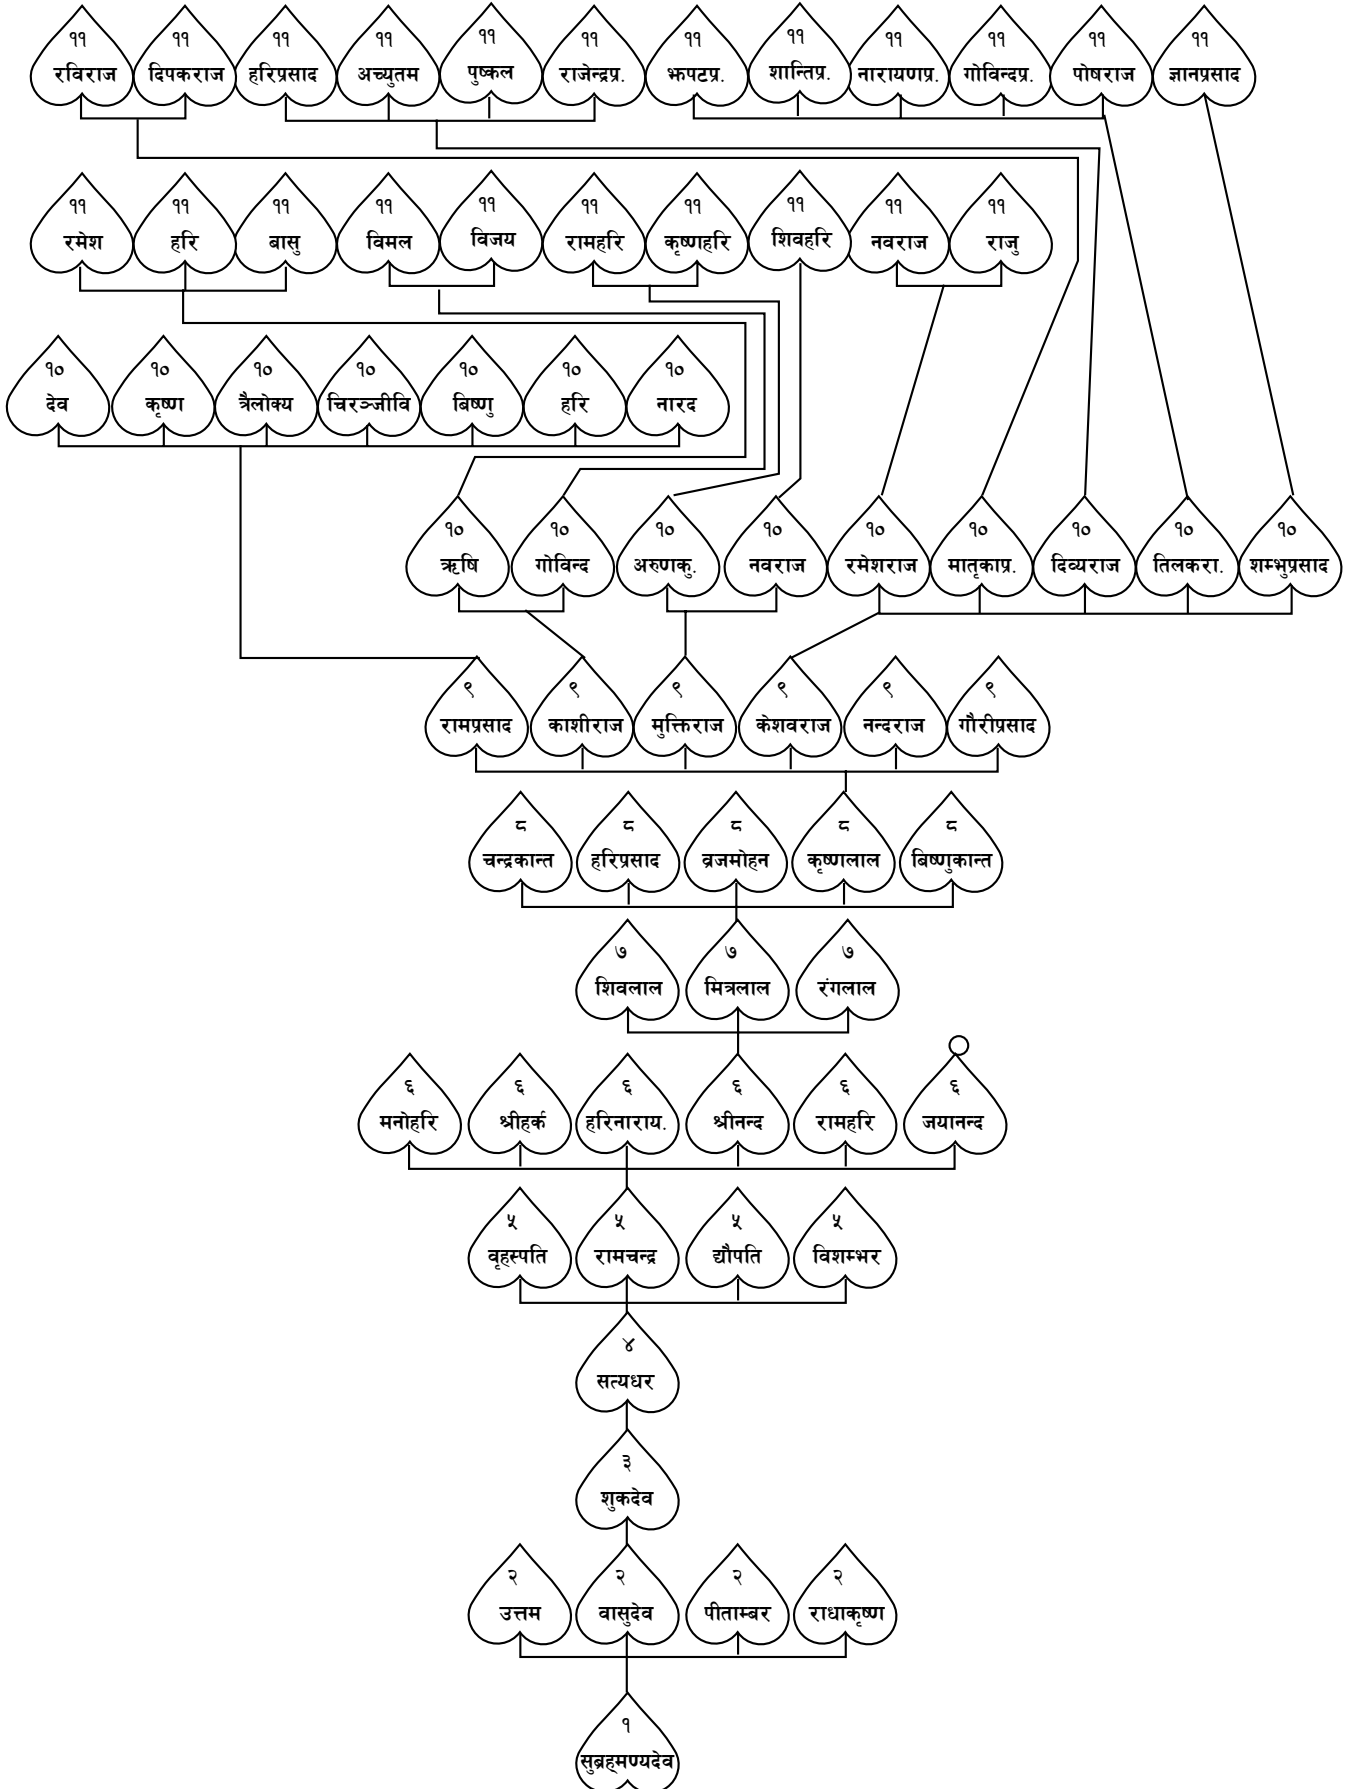 ११ ११ ११ ११ ११ ११ ११ ११ ११ ११ ११ ११
रविराज दिपकराज हरिप्रसाद अच्युतम पुष्कल राजेन्द्रप्र. झपटप्र. शान्तिप्र. नारायणप्र. गोविन्दप्र. पोषराज ज्ञानप्रसाद
११ ११ ११ ११ ११ ११ ११ ११ ११ ११
रमेश हरि बासु विमल विजय रामहरि कृष्णहरि शिवहरि नवराज राजु
१० १० १० १० १० १० १०
देव कृष्ण त्रैलोक्य चिरञ्जीवि बिष्णु हरि नारद
१० १० १० १० १० १० १० १० १०
ऋषि गोविन्द अरुणकु. नवराज रमेशराज मातृकाप्र. दिव्यराज तिलकरा. शम्भुप्रसाद
९ ९ ९ ९ ९ ९
रामप्रसाद काशीराज मुक्तिराज केशवराज नन्दराज गौरीप्रसाद
८ ८ ८ ८ ८
चन्द्रकान्त हरिप्रसाद व्रजमोहन कृष्णलाल बिष्णुकान्त
७ ७ ७
शिवलाल मित्रलाल रंगलाल
६ ६ ६ ६ ६ ६
मनोहरि श्रीहर्क हरिनाराय. श्रीनन्द रामहरि जयानन्द
५ ५ ५ ५
वृहस्पति रामचन्द्र द्यौपति विशम्भर
४
सत्यधर
३
शुकदेव
२ २ २ २
उत्तम वासुदेव पीताम्बर राधाकृष्ण
१
सुब्रह्मण्यदेव